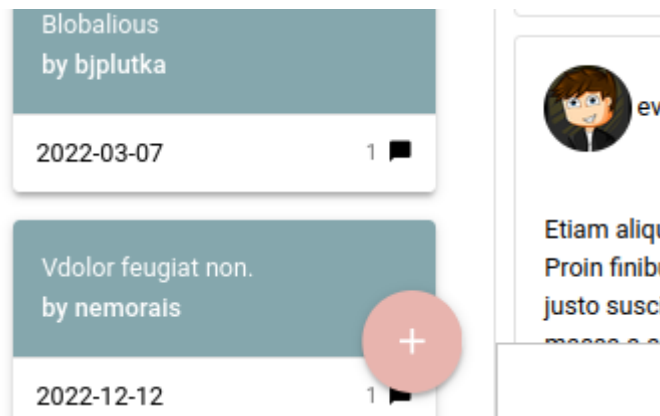 Blobalious
by bjplutka
2022-03-07
1
Vdolor feugiat non.
by nemorais
2022-12-12
1
ev
Etiam aliqu
Proin finibu
justo susci